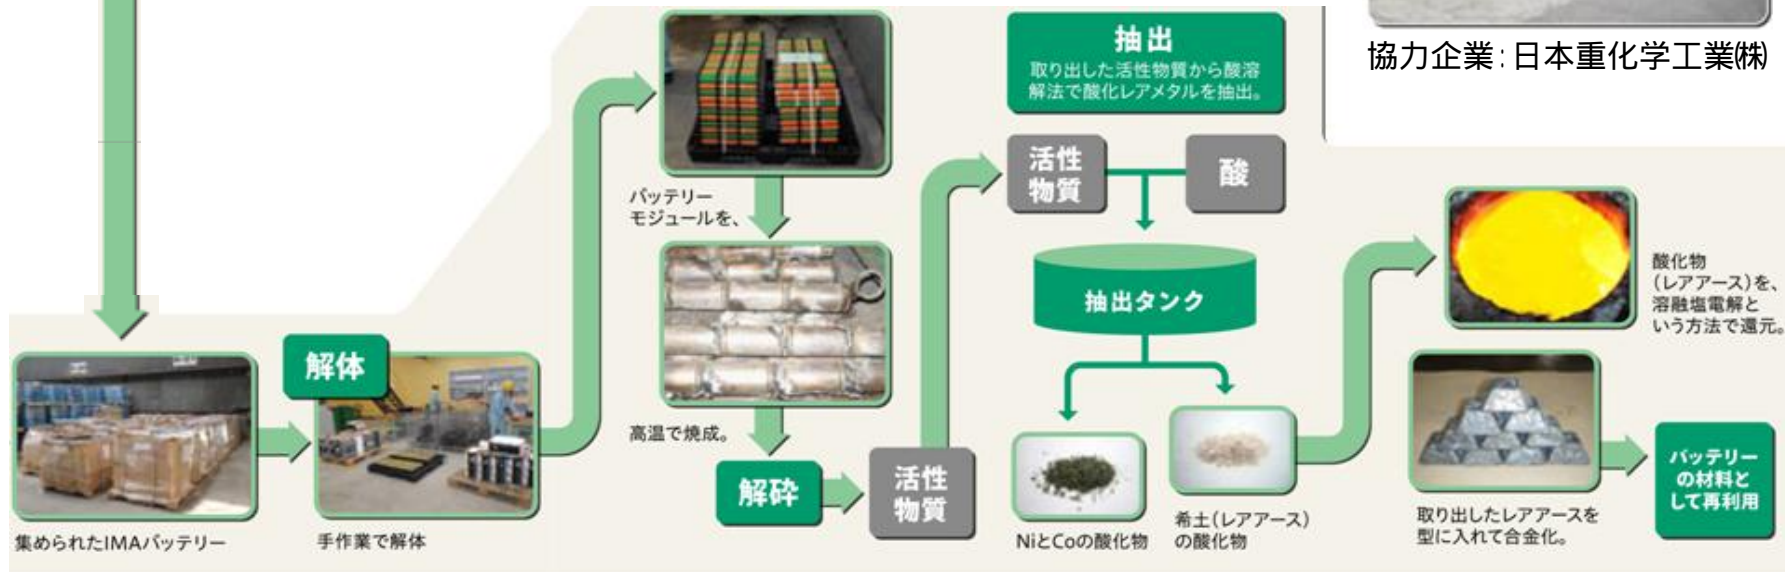 協力企業:日本重化学工業㈱
集められたIMAバッテリー
解体
手作業で解体
バッテリー
モジュールを、
高温で焼成。
解砕
活性
物質
抽出
取り出した活性物質から酸溶
解法で酸化レアメタルを抽出。
活性
物質
酸
抽出タンク
NiとCoの酸化物
希土(レアアース)
の酸化物
酸化物
(レアアース)を、
溶融塩電解と
いう方法で還元。
取り出したレアアースを
型に入れて合金化。
バッテリー
の材料と
して再利用